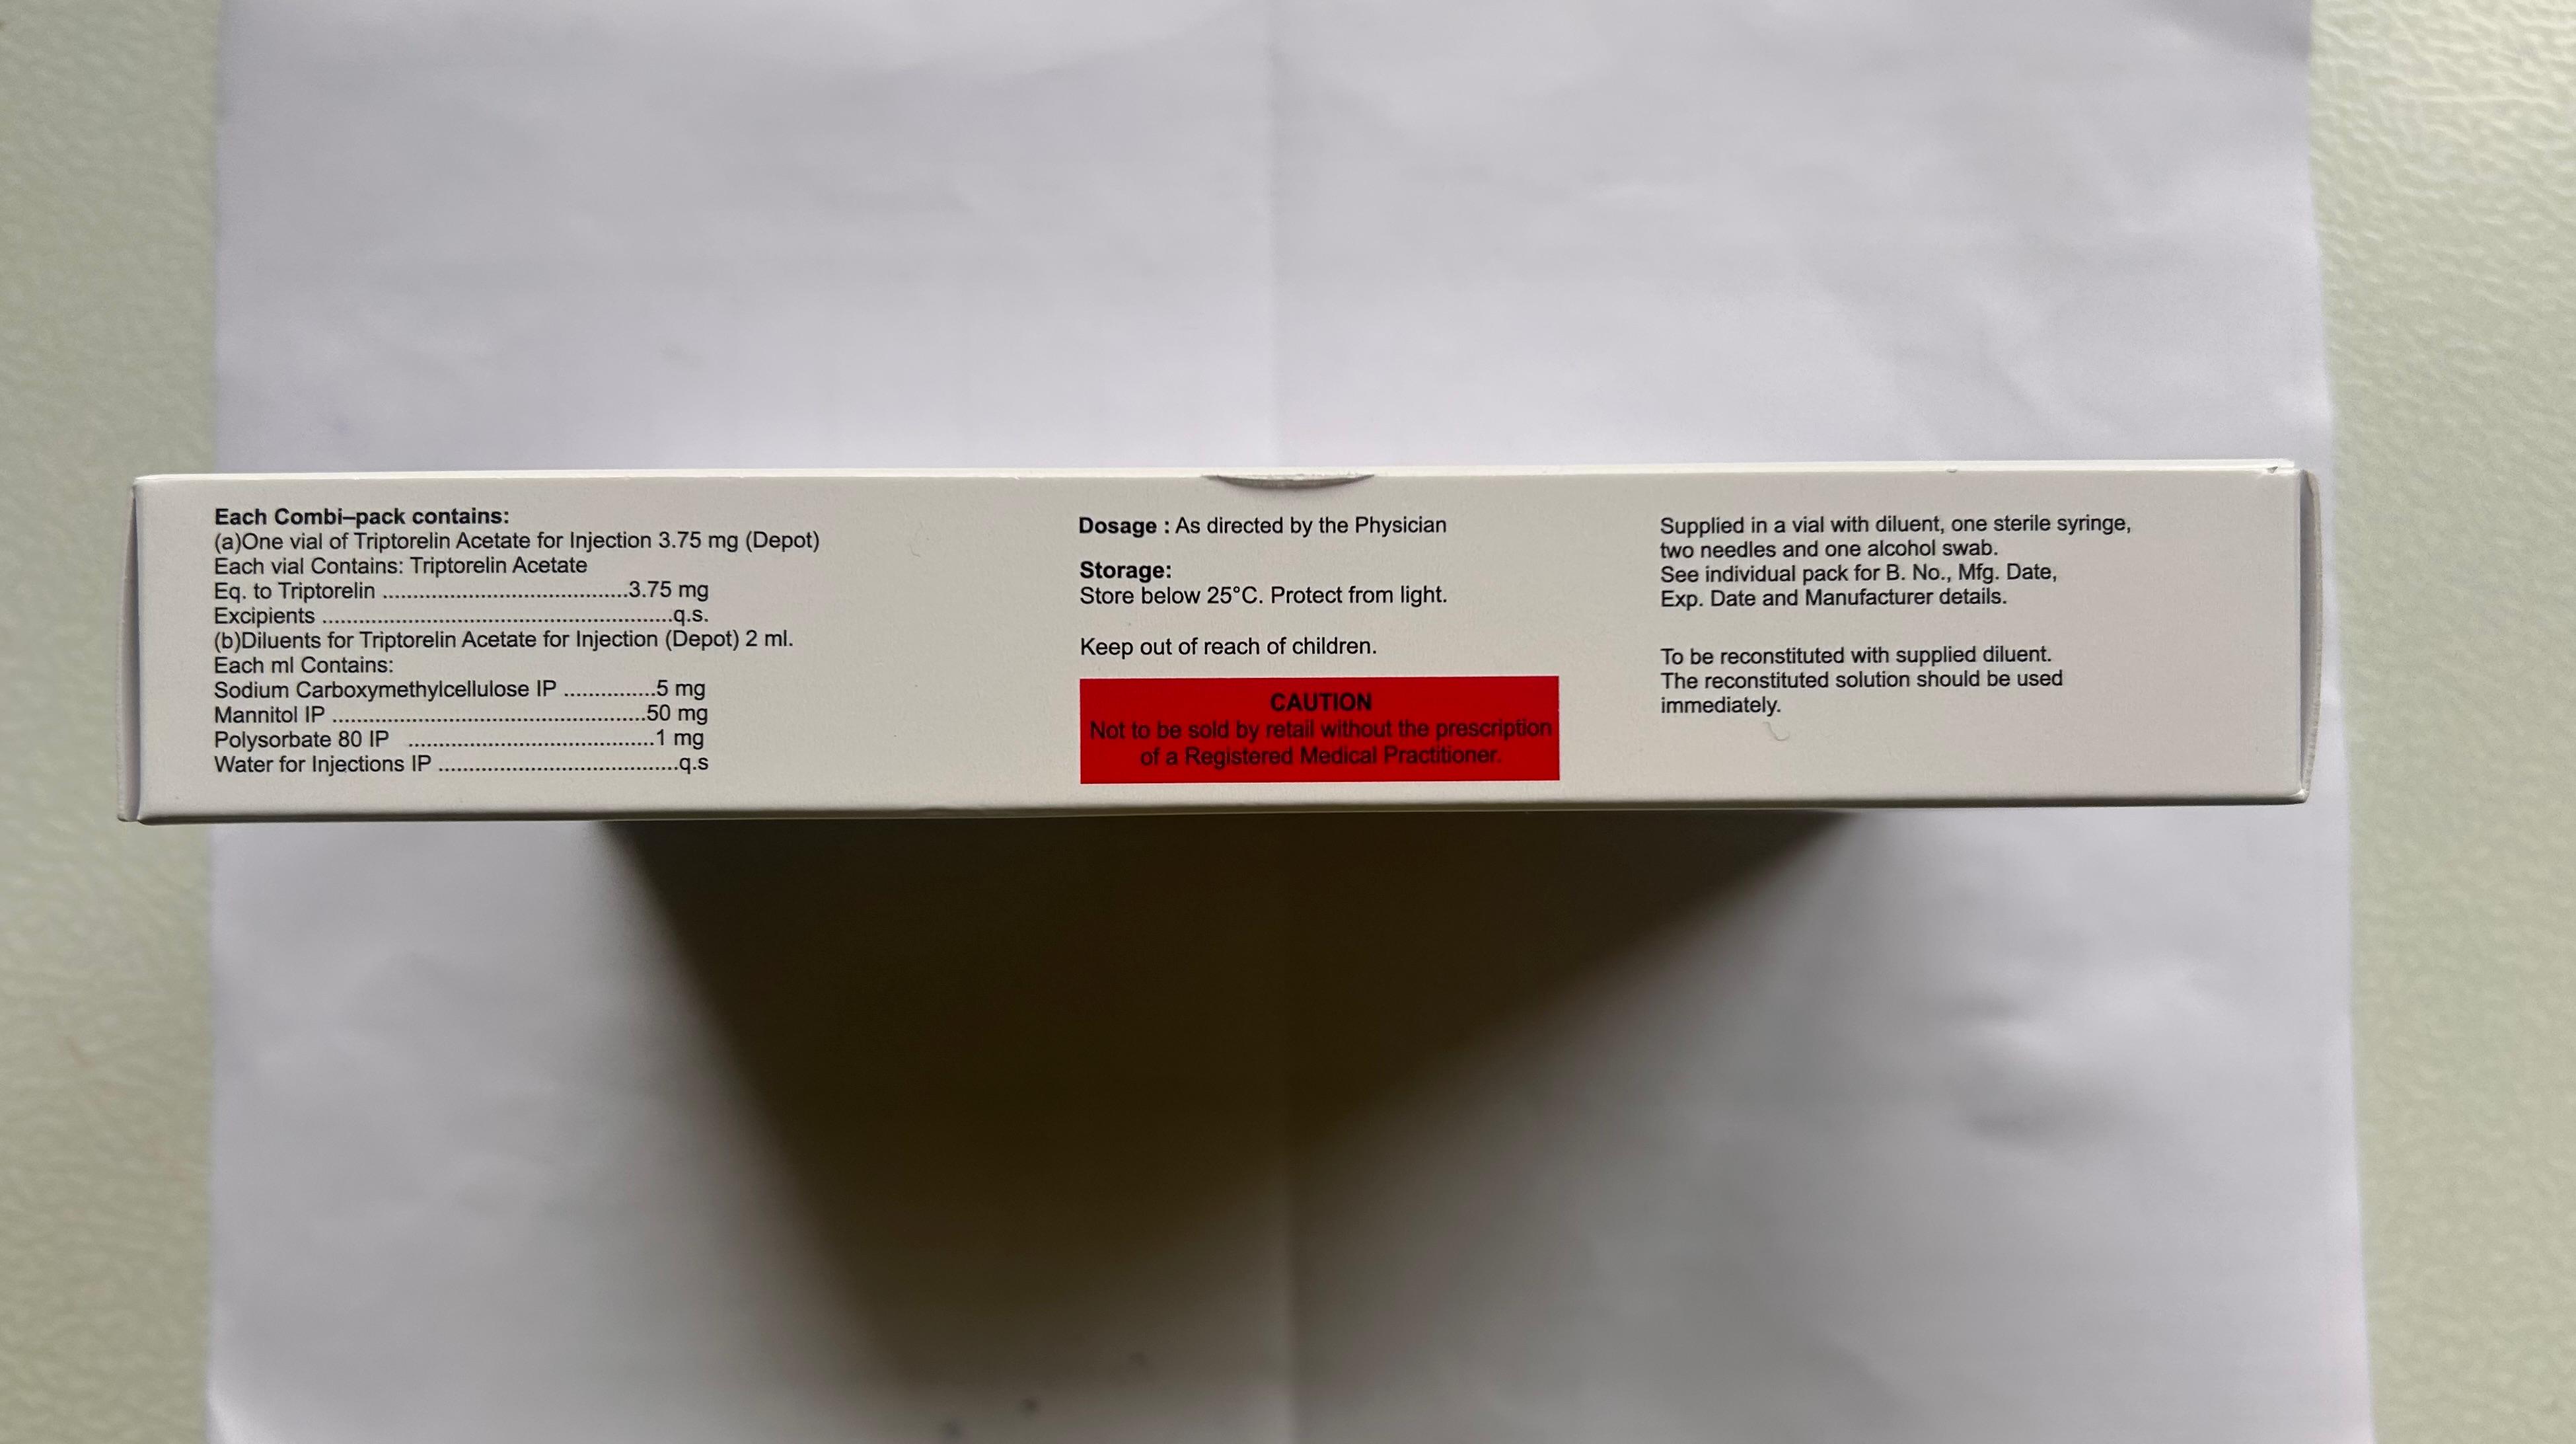 Each Combi–pack contains:
(a)One vial of Triptorelin Acetate for Injection 3.75 mg (Depot)
Each vial Contains: Triptorelin Acetate
Eq. to Triptorelin ........................................3.75 mg
Excipients .........................................................q.s.
(b)Diluents for Triptorelin Acetate for Injection (Depot) 2 ml.
Each ml Contains:
Sodium Carboxymethylcellulose IP ...............5 mg
Mannitol IP ...................................................50 mg
Polysorbate 80 IP ........................................1 mg
Water for Injections IP .......................................q.s
Dosage : As directed by the Physician
Storage:
Store below 25°C. Protect from light.
Keep out of reach of children.
CAUTION
Not to be sold by retail without the prescription
of a Registered Medical Practitioner.
Supplied in a vial with diluent, one sterile syringe,
two needles and one alcohol swab.
See individual pack for B. No., Mfg. Date,
Exp. Date and Manufacturer details.
To be reconstituted with supplied diluent.
The reconstituted solution should be used
immediately.